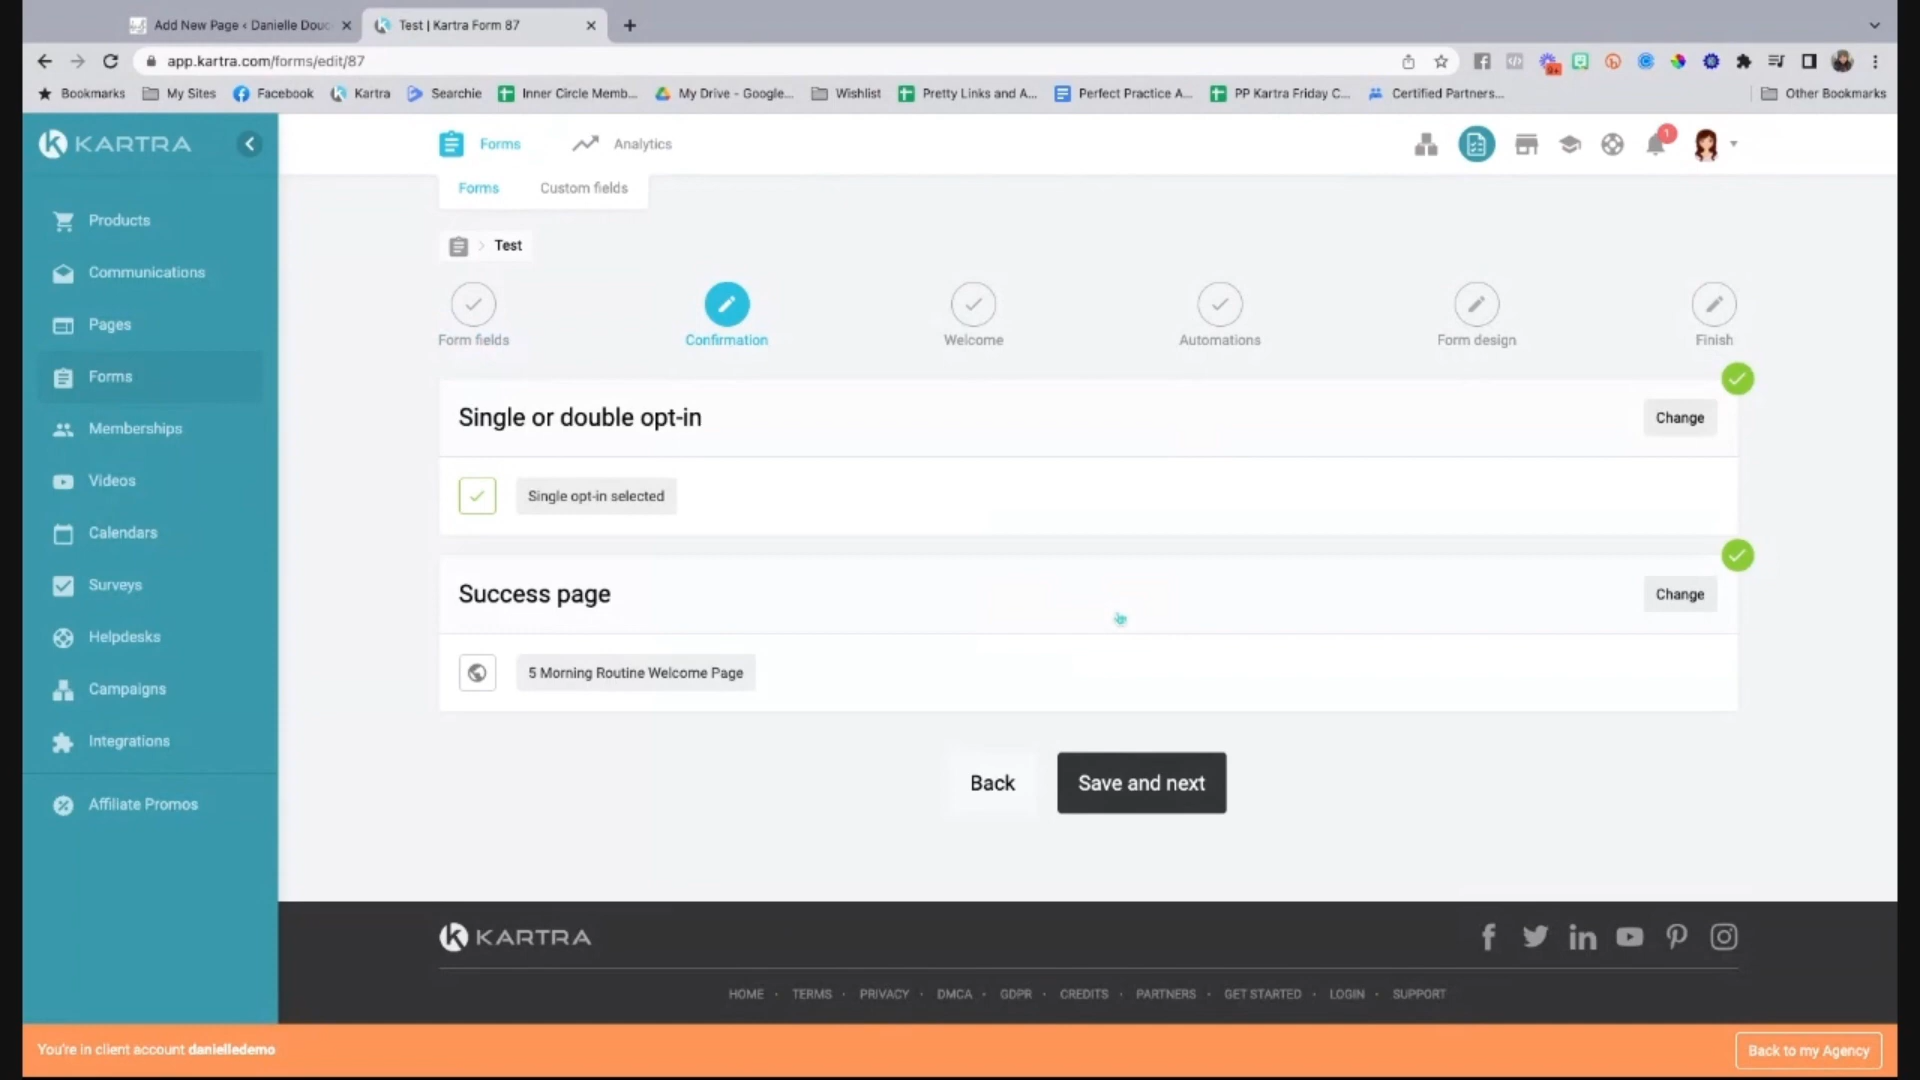 Add New Page ‹ Danielle Douc
Test | Kartra Form 87
app.kartra.com/forms/edit/87
Bookmarks
My Sites
Facebook
Kartra
Searchie
Inner Circle Memb...
My Drive - Google...
Wishlist
Pretty Links and A...
Perfect Practice A...
PP Kartra Friday C...
Certified Partners...
Other Bookmarks
KARTRA
Forms
Analytics
1
Forms
Custom fields
Products
Communications
Pages
Forms
Memberships
Videos
Calendars
Surveys
Helpdesks
Campaigns
Integrations
Affiliate Promos
Test
Form fields
Confirmation
Welcome
Automations
Form design
Finish
Single or double opt-in
Change
Single opt-in selected
Success page
Change
5 Morning Routine Welcome Page
Back
Save and next
KARTRA
HOME · TERMS · PRIVACY · DMCA · GDPR · CREDITS · PARTNERS · GET STARTED · LOGIN · SUPPORT
You're in client account danielledemo
Back to my Agency